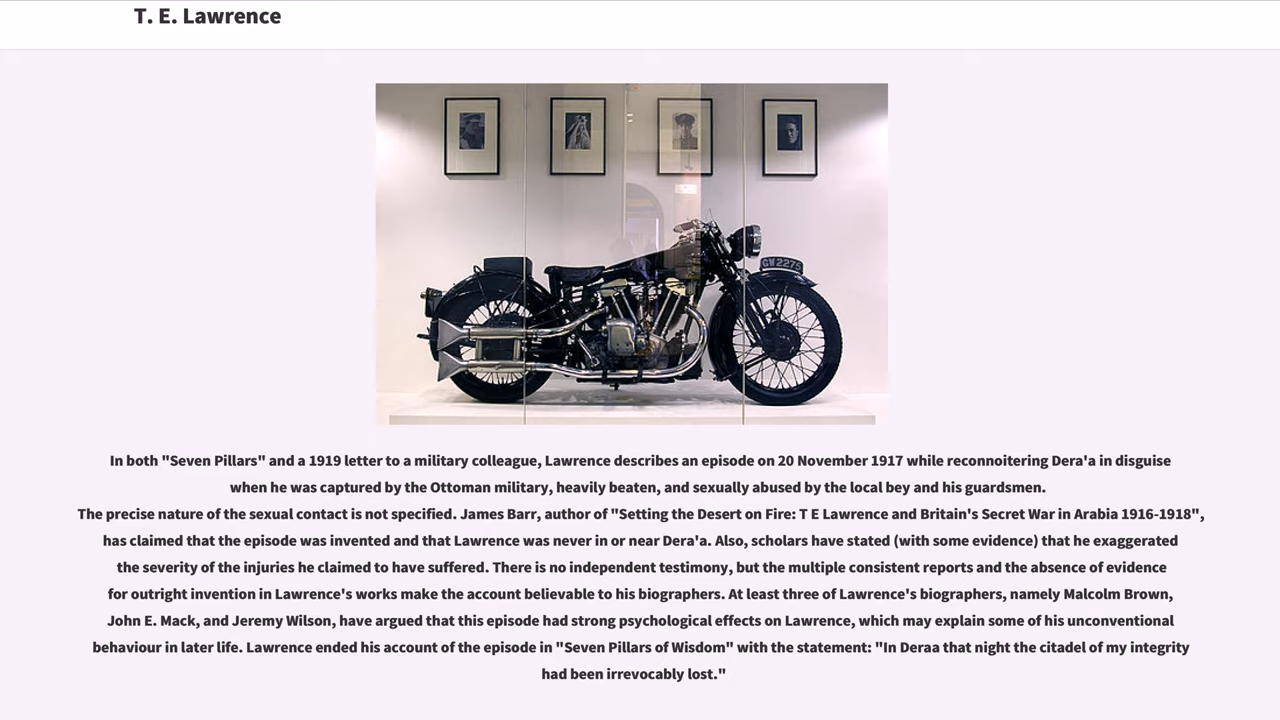 T. E. Lawrence
GW 2275
In both "Seven Pillars" and a 1919 letter to a military colleague, Lawrence describes an episode on 20 November 1917 while reconnoitering Dera'a in disguise
when he was captured by the Ottoman military, heavily beaten, and sexually abused by the local bey and his guardsmen.
The precise nature of the sexual contact is not specified. James Barr, author of "Setting the Desert on Fire: T E Lawrence and Britain's Secret War in Arabia 1916-1918",
has claimed that the episode was invented and that Lawrence was never in or near Dera'a. Also, scholars have stated (with some evidence) that he exaggerated
the severity of the injuries he claimed to have suffered. There is no independent testimony, but the multiple consistent reports and the absence of evidence
for outright invention in Lawrence's works make the account believable to his biographers. At least three of Lawrence's biographers, namely Malcolm Brown,
John E. Mack, and Jeremy Wilson, have argued that this episode had strong psychological effects on Lawrence, which may explain some of his unconventional
behaviour in later life. Lawrence ended his account of the episode in "Seven Pillars of Wisdom" with the statement: "In Deraa that night the citadel of my integrity
had been irrevocably lost."